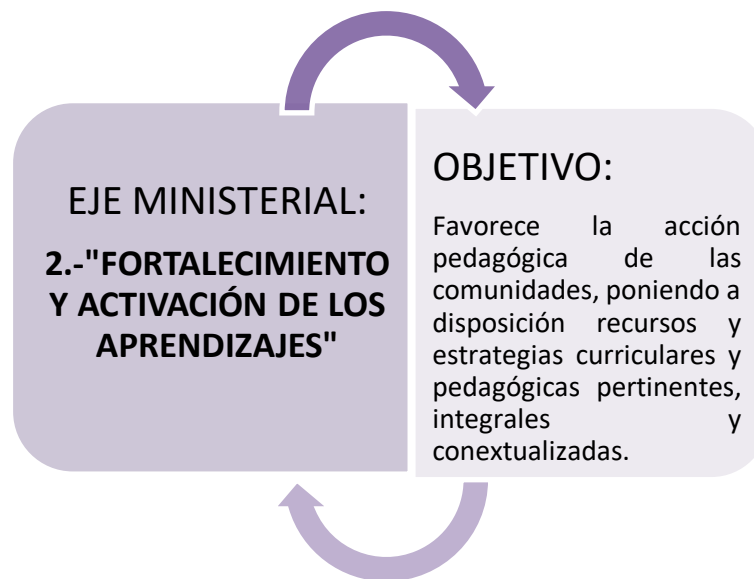 EJE MINISTERIAL:
2.-"FORTALECIMIENTO
Y ACTIVACIÓN DE LOS
APRENDIZAJES"
OBJETIVO:
Favorece la acción
pedagógica de las
comunidades, poniendo a
disposición recursos y
estrategias curriculares y
pedagógicas pertinentes,
integrales y
conextualizadas.